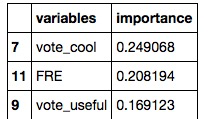 variables importance
7 vote_cool 0.249068
11 FRE 0.208194
9 vote_useful 0.169123